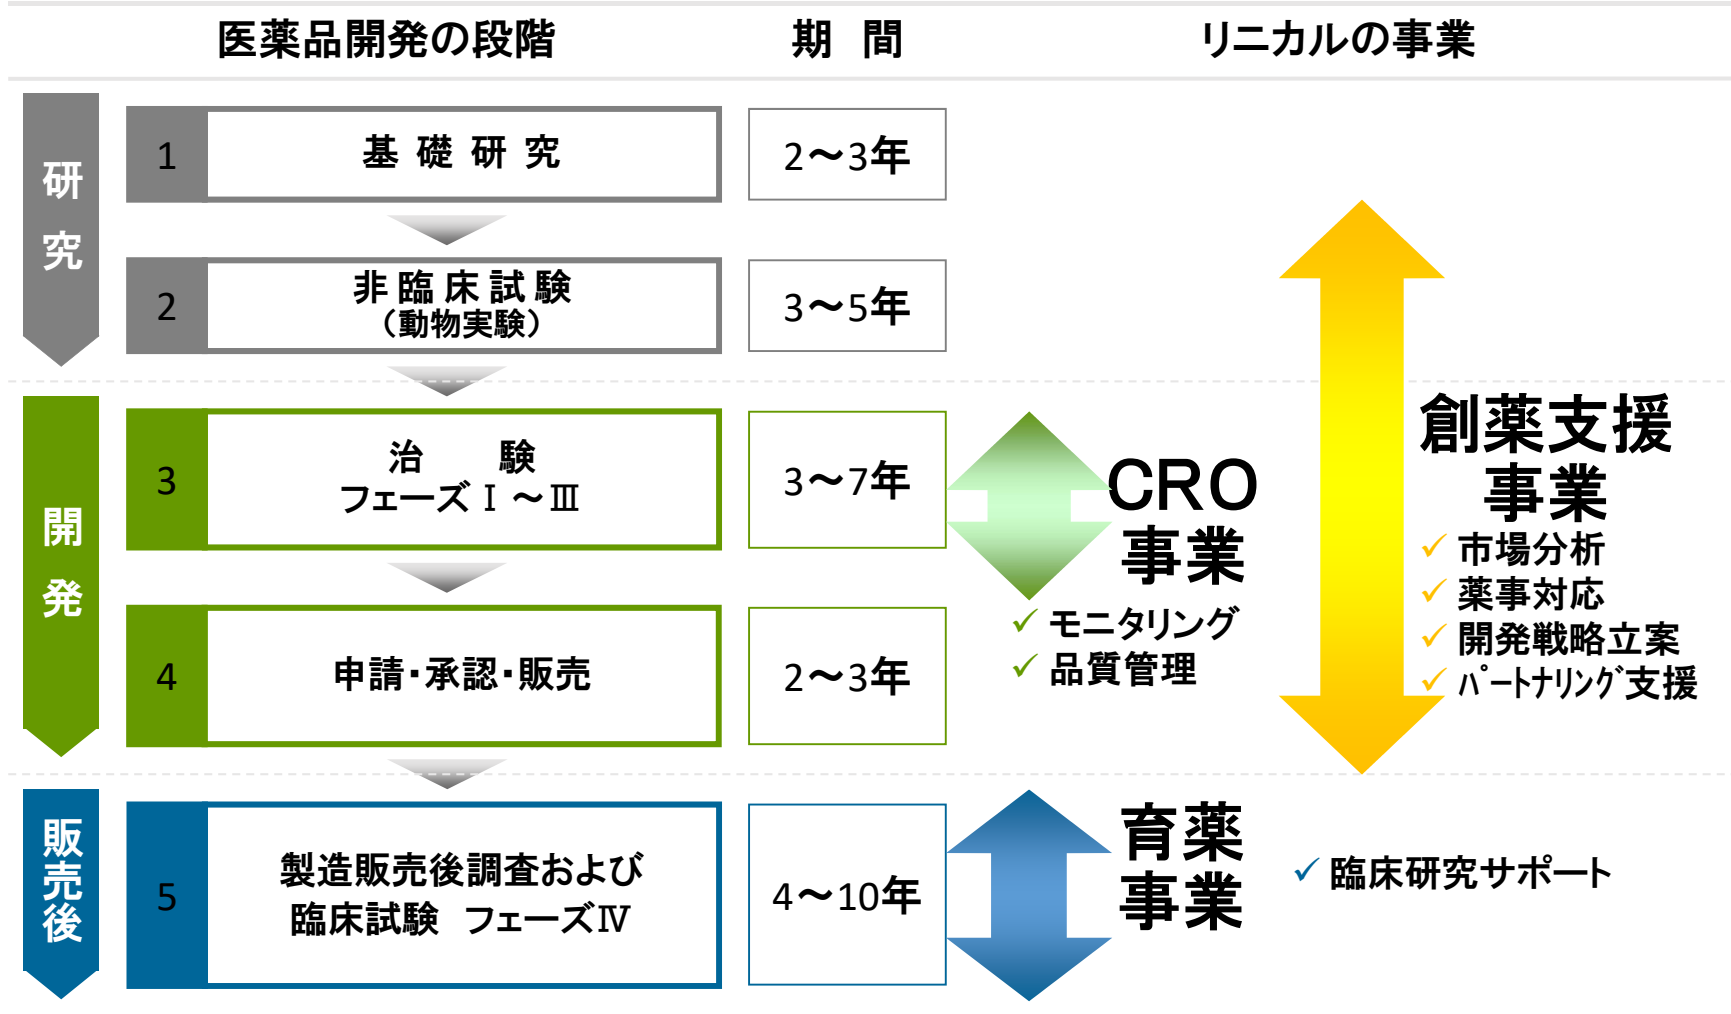 医薬品開発の段階
期 間
リニカルの事業
研究
1
基 礎 研 究
2～3年
2
非 臨 床 試 験
（動物実験）
3～5年
開発
3
治 験
フェーズⅠ～Ⅲ
3～7年
CRO
事業
モニタリング
品質管理
創薬支援
事業
市場分析
薬事対応
開発戦略立案
ﾊﾟｰﾄﾅﾘﾝｸﾞ支援
4
申請・承認・販売
2～3年
販売後
5
製造販売後調査および
臨床試験 フェーズⅣ
4～10年
育薬
事業
臨床研究サポート